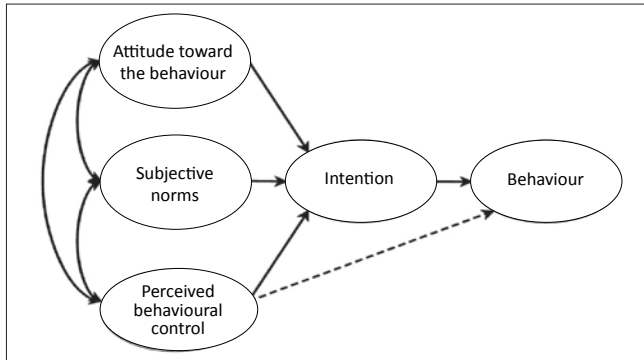 Attitude toward
the behaviour
Subjective
norms
Intention
Behaviour
Perceived
behavioural
control